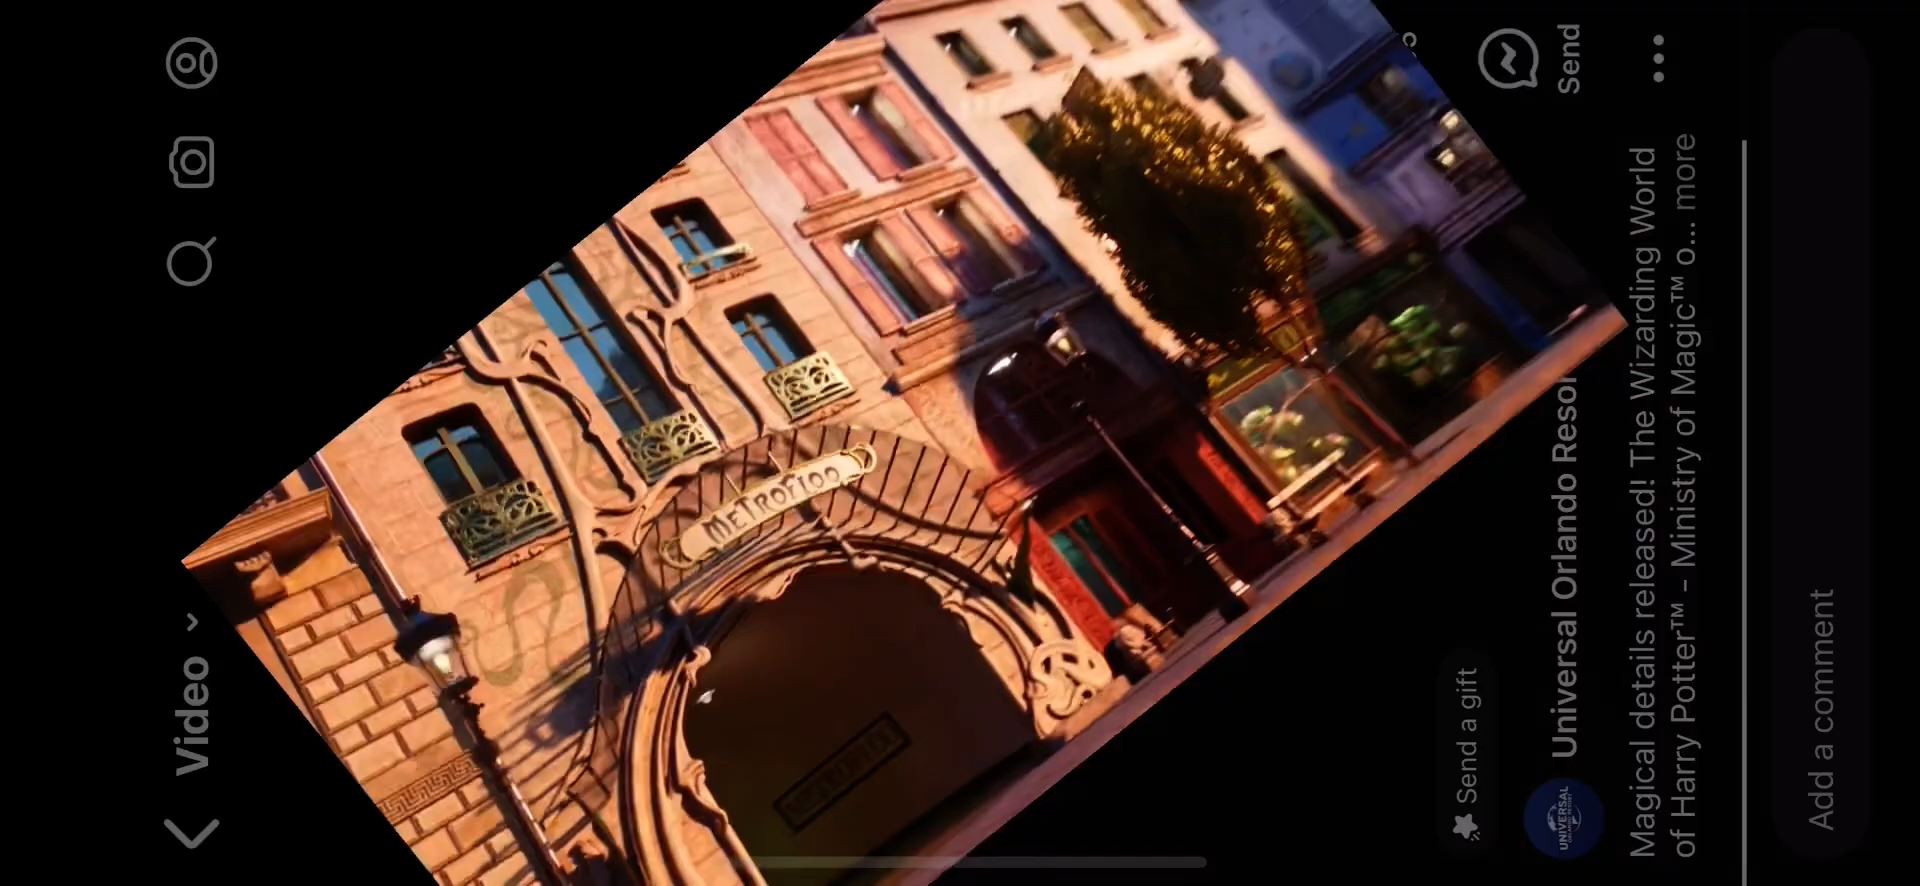 Video
METROFLOO
Send
Send a gift
Universal Orlando Resor
Magical details released! The Wizarding World
of Harry Potter™ - Ministry of Magic™ o... more
Add a comment
UNIVERSAL